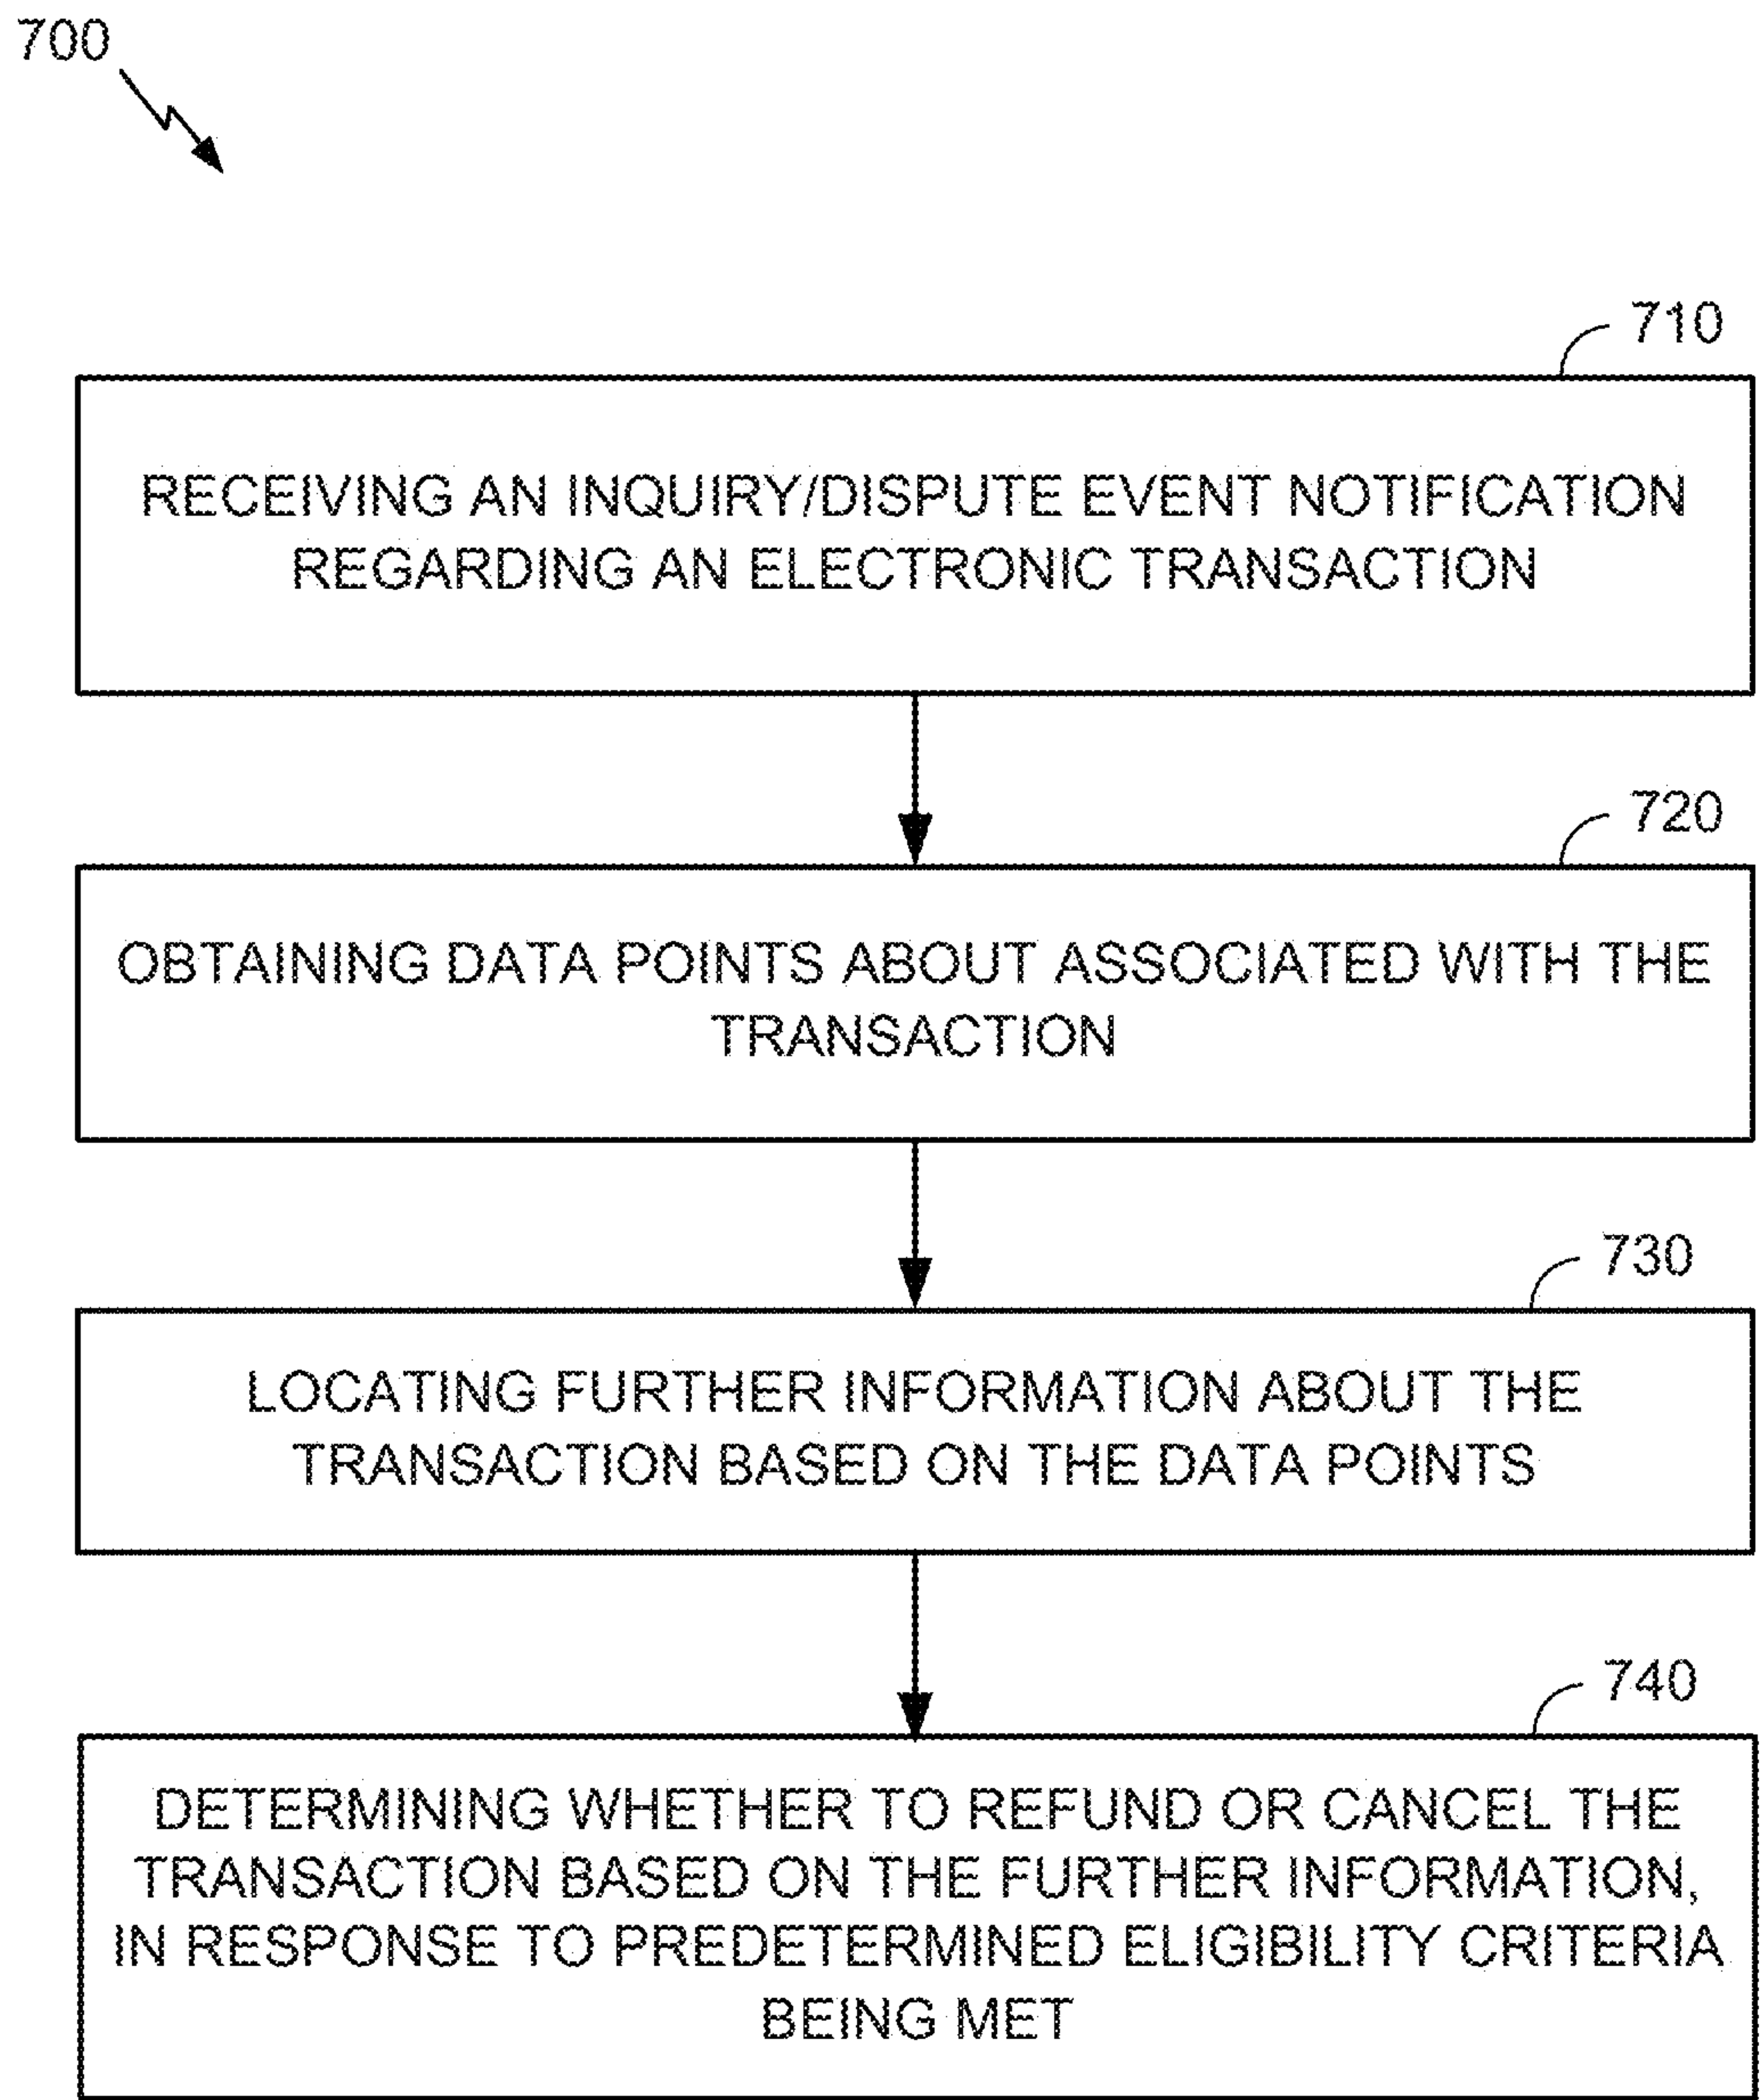 700
710
RECEIVING AN INQUIRY/DISPUTE EVENT NOTIFICATION
REGARDING AN ELECTRONIC TRANSACTION
720
OBTAINING DATA POINTS ABOUT ASSOCIATED WITH THE
TRANSACTION
730
LOCATING FURTHER INFORMATION ABOUT THE
TRANSACTION BASED ON THE DATA POINTS
740
DETERMINING WHETHER TO REFUND OR CANCEL THE
TRANSACTION BASED ON THE FURTHER INFORMATION,
IN RESPONSE TO PREDETERMINED ELIGIBILITY CRITERIA
BEING MET